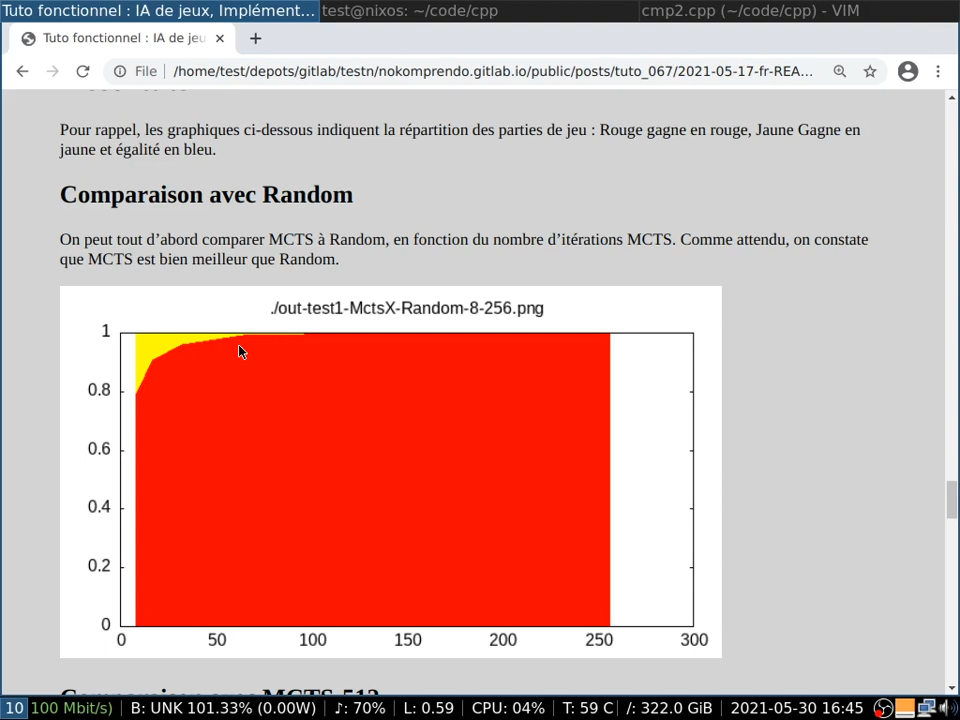 Tuto fonctionnel : IA de jeux, Implément... test@nixos: ~/code/cpp cmp2.cpp (~/code/cpp) - VIM
Tuto fonctionnel : IA de jeu
File /home/test/depots/gitlab/testn/nokomprendo.gitlab.io/public/posts/tuto_067/2021-05-17-fr-REA...
Pour rappel, les graphiques ci-dessous indiquent la répartition des parties de jeu : Rouge gagne en rouge, Jaune Gagne en
jaune et égalité en bleu.
Comparaison avec Random
On peut tout d’abord comparer MCTS à Random, en fonction du nombre d’itérations MCTS. Comme attendu, on constate
que MCTS est bien meilleur que Random.
./out-test1-MctsX-Random-8-256.png
1
0.8
0.6
0.4
0.2
0
0 50 100 150 200 250 300
Comparaison avec MCTS 512
10 100 Mbit/s) B: UNK 101.33% (0.00W) ♪: 70% L: 0.59 CPU: 04% T: 59 C /: 322.0 GiB 2021-05-30 16:45